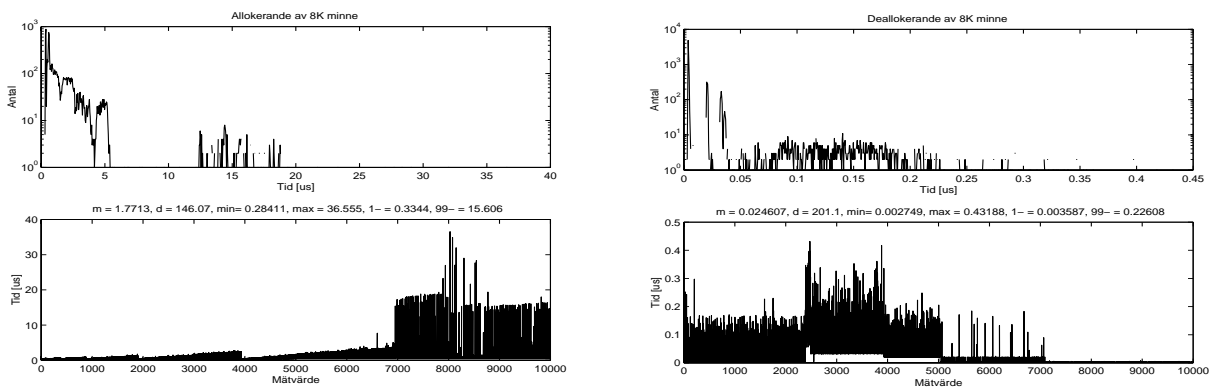 Allokerande av 8K minne
10^3
10^2
10^1
10^0
Antal
0 5 10 15 20 25 30 35 40
Tid [us]
m = 1.7713, d = 146.07, min= 0.28411, max = 36.555, 1− = 0.3344, 99− = 15.606
40
30
20
10
0
Tid [us]
0 1000 2000 3000 4000 5000 6000 7000 8000 9000 10000
Mätvärde
Deallokerande av 8K minne
10^4
10^3
10^2
10^1
10^0
Antal
0 0.05 0.1 0.15 0.2 0.25 0.3 0.35 0.4 0.45
Tid [us]
m = 0.024607, d = 201.1, min= 0.002749, max = 0.43188, 1− = 0.003587, 99− = 0.22608
0.5
0.4
0.3
0.2
0.1
0
Tid [us]
0 1000 2000 3000 4000 5000 6000 7000 8000 9000 10000
Mätvärde